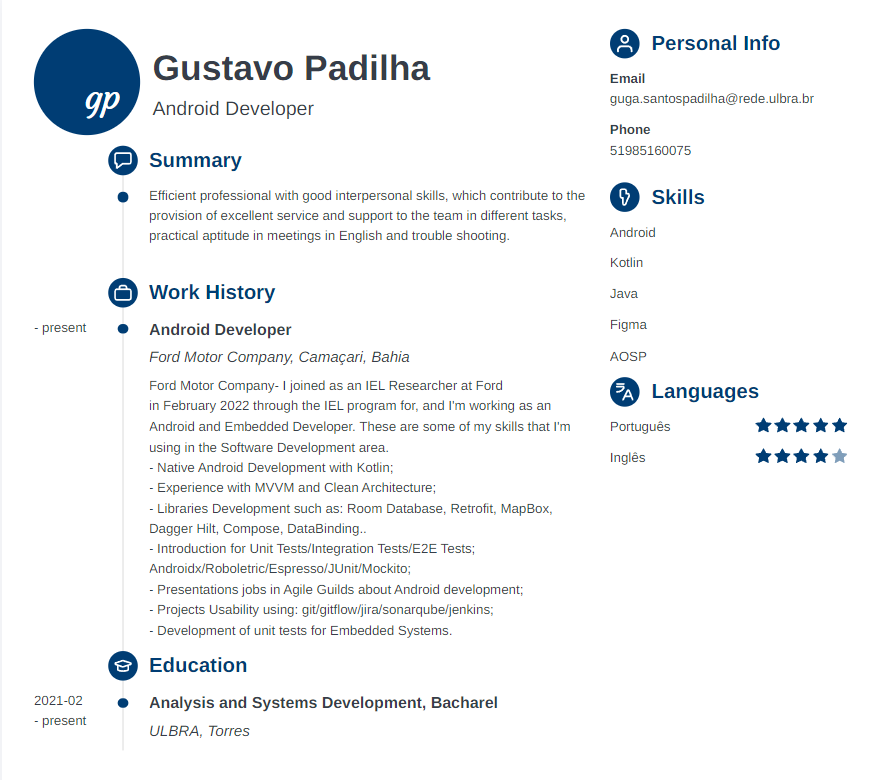 gp
Gustavo Padilha
Android Developer
Summary
Efficient professional with good interpersonal skills, which contribute to the
provision of excellent service and support to the team in different tasks,
practical aptitude in meetings in English and trouble shooting.
Work History
- present
Android Developer
Ford Motor Company, Camaçari, Bahia
Ford Motor Company- I joined as an IEL Researcher at Ford
in February 2022 through the IEL program for, and I'm working as an
Android and Embedded Developer. These are some of my skills that I'm
using in the Software Development area.
- Native Android Development with Kotlin;
- Experience with MVVM and Clean Architecture;
- Libraries Development such as: Room Database, Retrofit, MapBox,
Dagger Hilt, Compose, DataBinding..
- Introduction for Unit Tests/Integration Tests/E2E Tests;
Androidx/Roboletric/Espresso/JUnit/Mockito;
- Presentations jobs in Agile Guilds about Android development;
- Projects Usability using: git/gitflow/jira/sonarqube/jenkins;
- Development of unit tests for Embedded Systems.
Education
2021-02
- present
Analysis and Systems Development, Bacharel
ULBRA, Torres
Personal Info
Email
guga.santospadilha@rede.ulbra.br
Phone
51985160075
Skills
Android
Kotlin
Java
Figma
AOSP
Languages
Português
Inglês